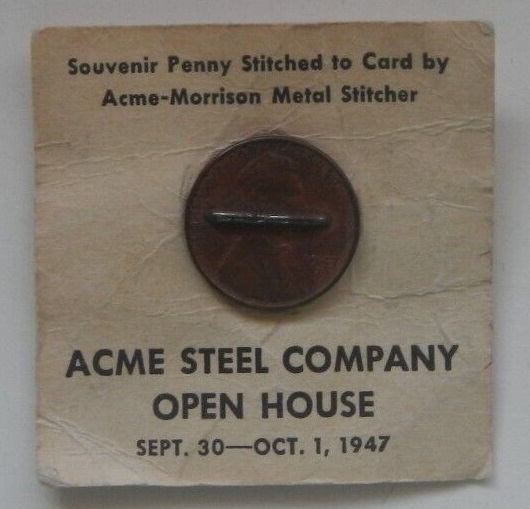 Souvenir Penny Stitched to Card by
Acme-Morrison Metal Stitcher
ACME STEEL COMPANY
OPEN HOUSE
SEPT. 30—OCT. 1, 1947